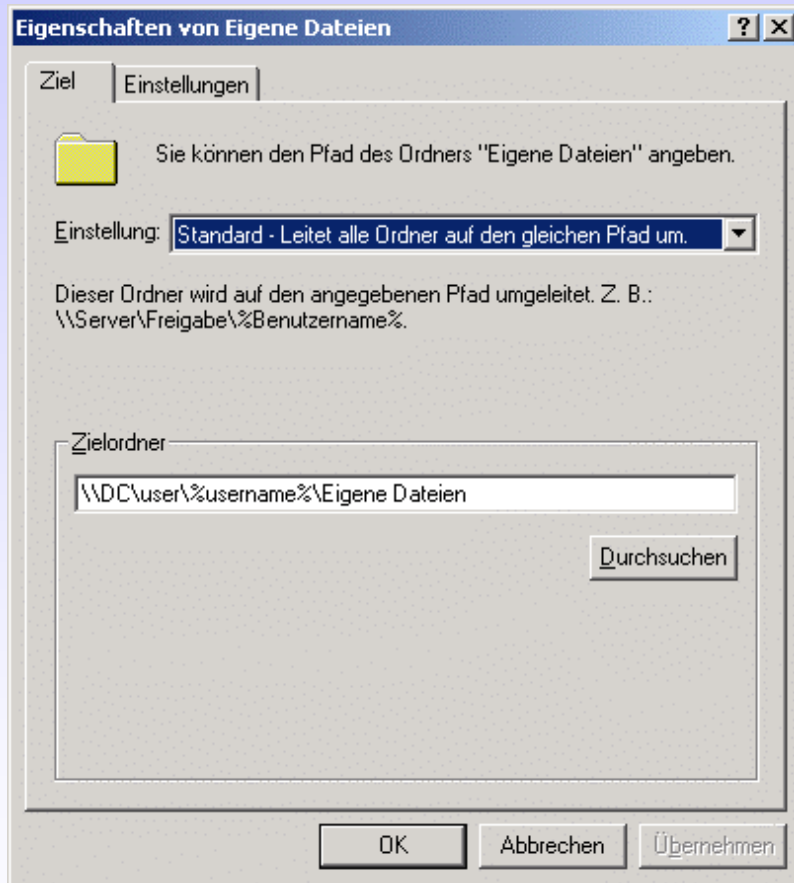 Eigenschaften von Eigene Dateien
Ziel
Einstellungen
Sie können den Pfad des Ordners "Eigene Dateien" angeben.
Einstellung: Standard - Leitet alle Ordner auf den gleichen Pfad um.
Dieser Ordner wird auf den angegebenen Pfad umgeleitet. Z. B.:
\\Server\Freigabe\%Benutzername%.
Zielordner
\\DC\user\%username%\Eigene Dateien
Durchsuchen
OK
Abbrechen
Übernehmen